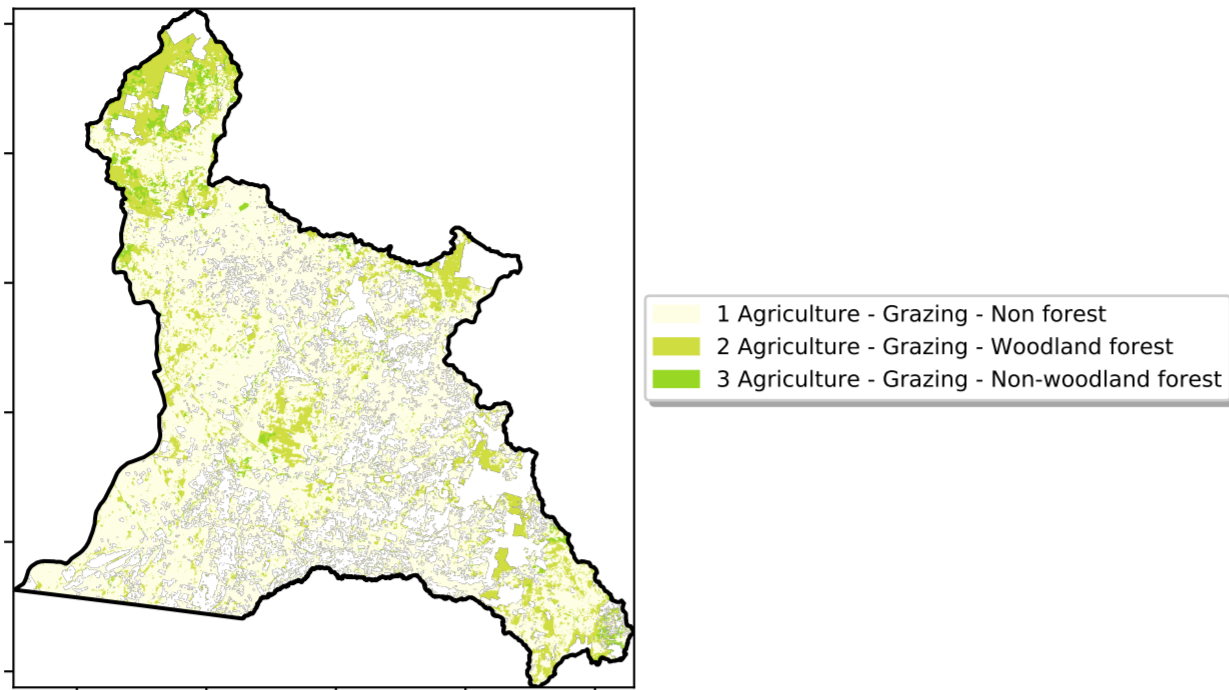 1 Agriculture - Grazing - Non forest
2 Agriculture - Grazing - Woodland forest
3 Agriculture - Grazing - Non-woodland forest